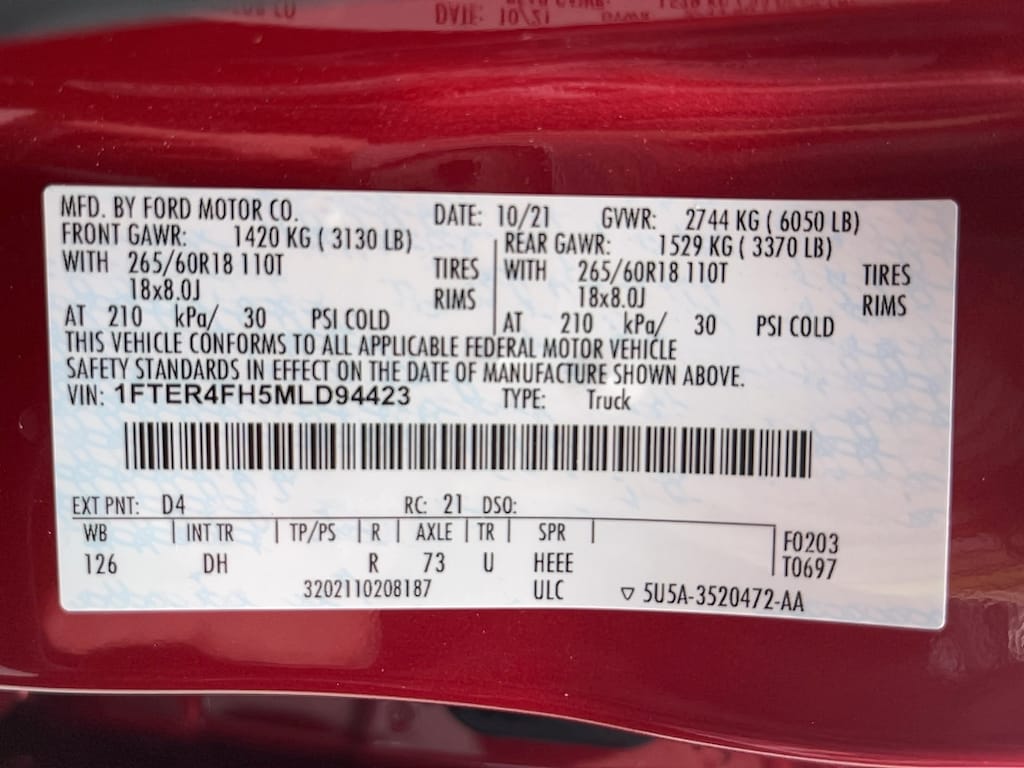 MFD. BY FORD MOTOR CO. DATE: 10/21 GVWR: 2744 KG ( 6050 LB)
FRONT GAWR: 1420 KG ( 3130 LB) REAR GAWR: 1529 KG ( 3370 LB)
WITH 265/60R18 110T TIRES WITH 265/60R18 110T TIRES
18x8.0J RIMS 18x8.0J RIMS
AT 210 kPa/ 30 PSI COLD AT 210 kPa/ 30 PSI COLD
THIS VEHICLE CONFORMS TO ALL APPLICABLE FEDERAL MOTOR VEHICLE
SAFETY STANDARDS IN EFFECT ON THE DATE OF MANUFACTURE SHOWN ABOVE.
VIN: 1FTER4FH5MLD94423 TYPE: Truck
EXT PNT: D4 RC: 21 DSO:
WB INT TR TP/PS R AXLE TR SPR F0203
126 DH R 73 U HEEE T0697
3202110208187 ULC ▽ 5U5A-3520472-AA